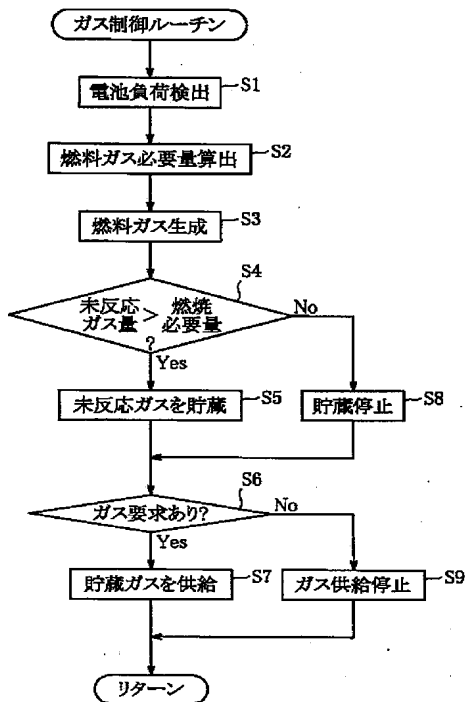 ガス制御ルーチン
電池負荷検出
S1
燃料ガス必要量算出
S2
燃料ガス生成
S3
S4
未反応
ガス量
>
燃焼
必要量
?
No
Yes
未反応ガスを貯蔵
S5
貯蔵停止
S8
S6
ガス要求あり?
No
Yes
貯蔵ガスを供給
S7
ガス供給停止
S9
リターン